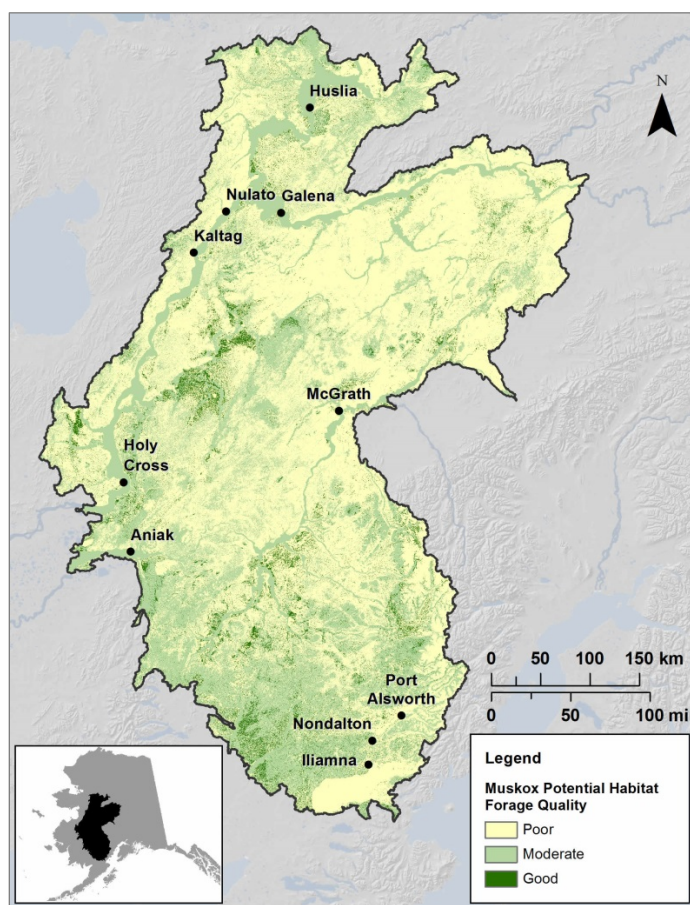 N
Huslia
Nulato
Galena
Kaltag
McGrath
Holy
Cross
Aniak
0 50 100 150 km
0 50 100 mi
Port
Alsworth
Nondalton
Iliamna
Legend
Muskox Potential Habitat
Forage Quality
Poor
Moderate
Good